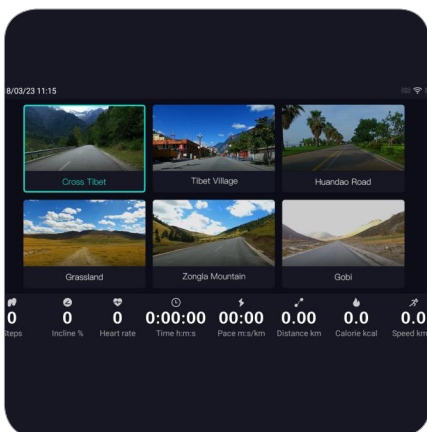 8/03/23 11:15
Cross Tibet
Tibet Village
Huandao Road
Grassland
Zongla Mountain
Gobi
0 0 0 0:00:00 00:00 0.00 0.0 0.0
Steps Incline % Heart rate Time h:m:s Pace m:s/km Distance km Calorie kcal Speed km